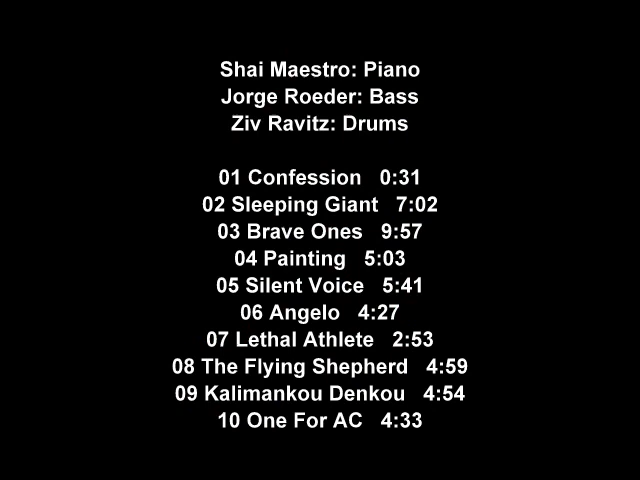 Shai Maestro: Piano
Jorge Roeder: Bass
Ziv Ravitz: Drums
01 Confession 0:31
02 Sleeping Giant 7:02
03 Brave Ones 9:57
04 Painting 5:03
05 Silent Voice 5:41
06 Angelo 4:27
07 Lethal Athlete 2:53
08 The Flying Shepherd 4:59
09 Kalimankou Denkou 4:54
10 One For AC 4:33